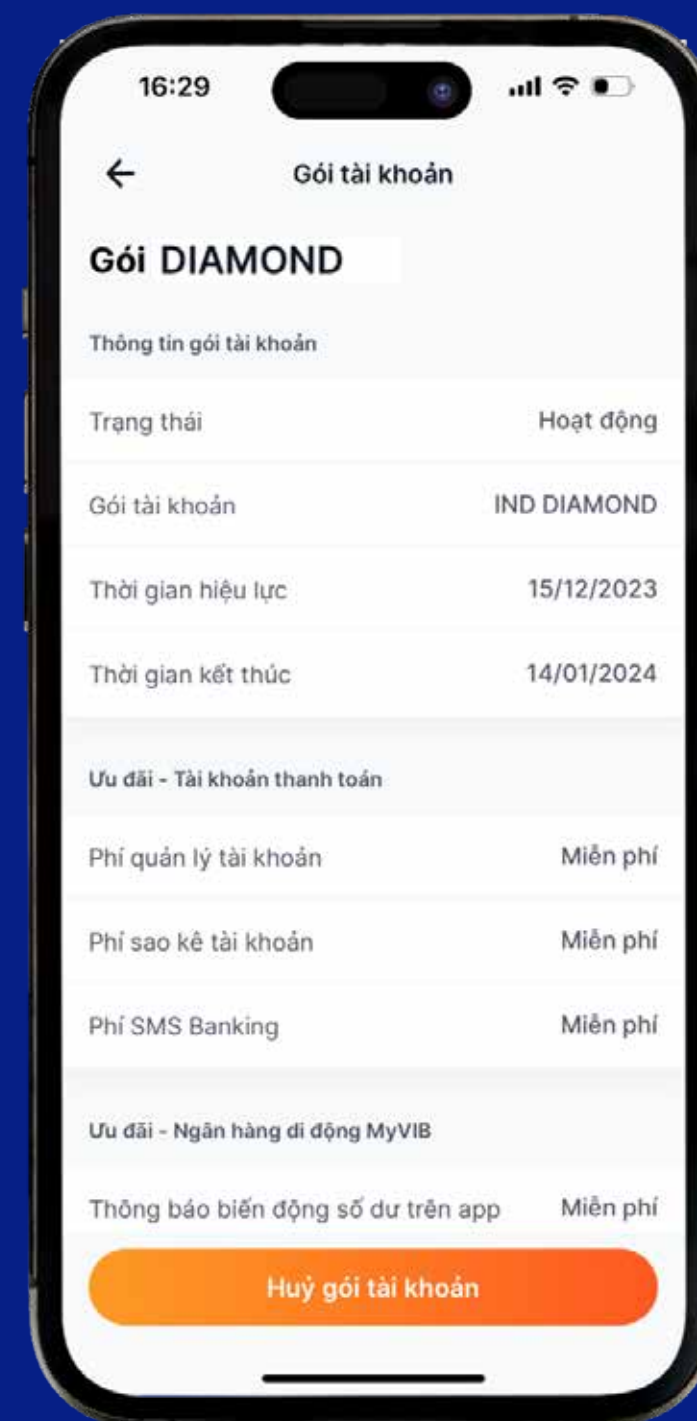 16:29
Gói tài khoản
Gói DIAMOND
Thông tin gói tài khoản
Trạng thái Hoạt động
Gói tài khoản IND DIAMOND
Thời gian hiệu lực 15/12/2023
Thời gian kết thúc 14/01/2024
Ưu đãi - Tài khoản thanh toán
Phí quản lý tài khoản Miễn phí
Phí sao kê tài khoản Miễn phí
Phí SMS Banking Miễn phí
Ưu đãi - Ngân hàng di động MyVIB
Thông báo biến động số dư trên app Miễn phí
Huỷ gói tài khoản